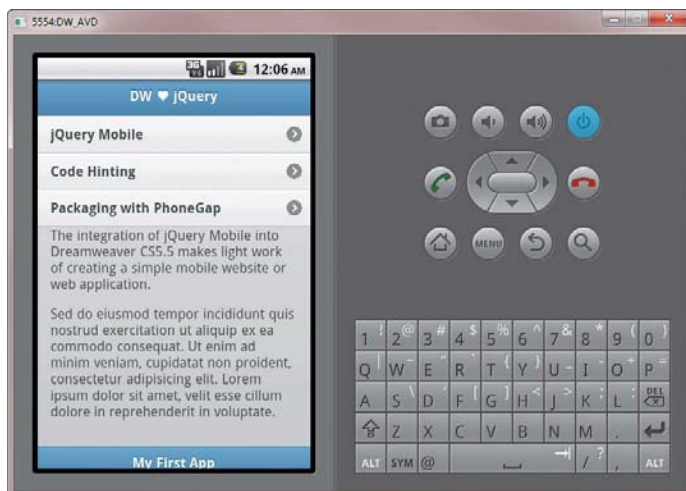 5554:DW_AVD
3G
12:06 AM
DW ♥ jQuery
jQuery Mobile
Code Hinting
Packaging with PhoneGap
The integration of jQuery Mobile into
Dreamweaver CS5.5 makes light work
of creating a simple mobile website or
web application.
Sed do eiusmod tempor incididunt quis
nostrud exercitation ut aliquip ex ea
commodo consequat. Ut enim ad
minim veniam, cupidatat non proident,
consectetur adipisicing elit. Lorem
ipsum dolor sit amet, velit esse cillum
dolore in reprehenderit in voluptate.
My First App
MENU
1 ! 2 @ 3 # 4 $ 5 % 6 ^ 7 & 8 * 9 ( 0 )
Q | W ~ E " R ` T { Y } U - I - O + P =
A S \ D ' F [ G ] H < J > K ; L : DEL
Z X C V B N M .
ALT SYM @ / ? , ALT